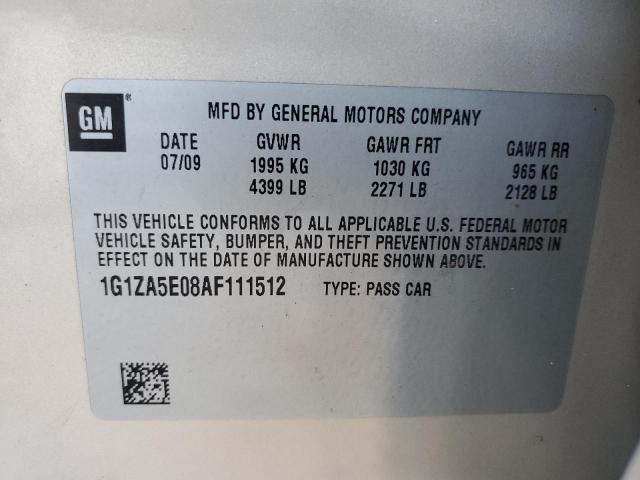 GM ®
MFD BY GENERAL MOTORS COMPANY
DATE GVWR GAWR FRT GAWR RR
07/09 1995 KG 1030 KG 965 KG
4399 LB 2271 LB 2128 LB
THIS VEHICLE CONFORMS TO ALL APPLICABLE U.S. FEDERAL MOTOR
VEHICLE SAFETY, BUMPER, AND THEFT PREVENTION STANDARDS IN
EFFECT ON THE DATE OF MANUFACTURE SHOWN ABOVE.
1G1ZA5E08AF111512 TYPE: PASS CAR